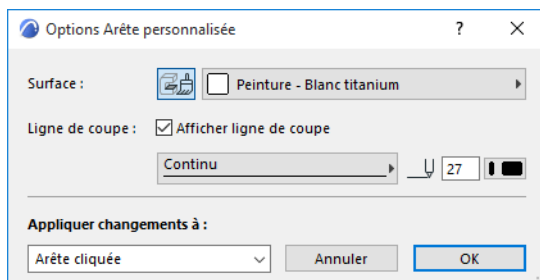 Options Arête personnalisée ?
Surface : Peinture - Blanc titanium
Ligne de coupe : Afficher ligne de coupe
Continu 27
Appliquer changements à :
Arête cliquée Annuler OK